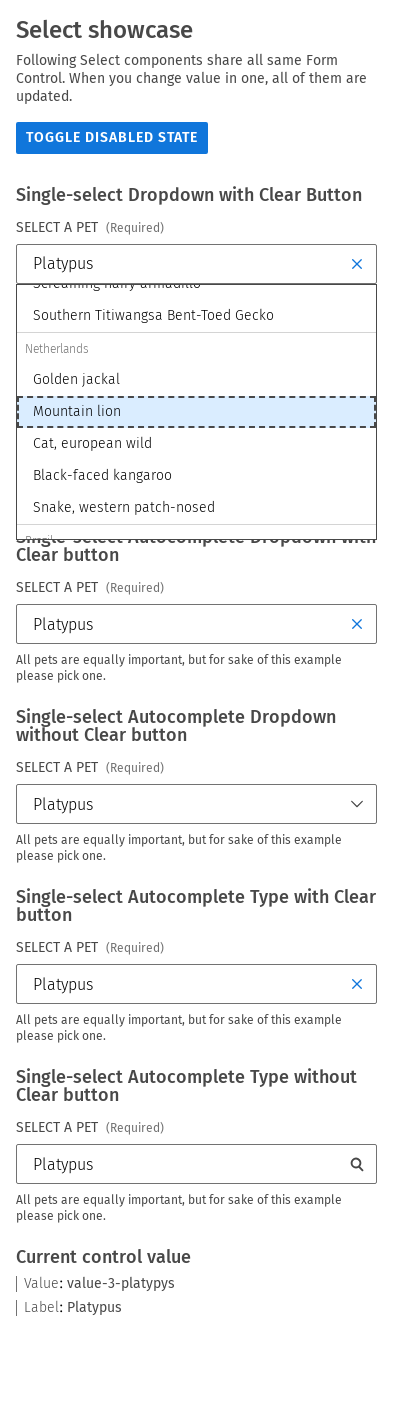 Select showcase
Following Select components share all same Form
Control. When you change value in one, all of them are
updated.
TOGGLE DISABLED STATE
Single-select Dropdown with Clear Button
SELECT A PET (Required)
Platypus
Screaming hairy armadillo
Southern Titiwangsa Bent-Toed Gecko
Netherlands
Golden jackal
Mountain lion
Cat, european wild
Black-faced kangaroo
Snake, western patch-nosed
Single-select Autocomplete Dropdown with
Clear button
SELECT A PET (Required)
Platypus
All pets are equally important, but for sake of this example
please pick one.
Single-select Autocomplete Dropdown
without Clear button
SELECT A PET (Required)
Platypus
All pets are equally important, but for sake of this example
please pick one.
Single-select Autocomplete Type with Clear
button
SELECT A PET (Required)
Platypus
All pets are equally important, but for sake of this example
please pick one.
Single-select Autocomplete Type without
Clear button
SELECT A PET (Required)
Platypus
All pets are equally important, but for sake of this example
please pick one.
Current control value
Value: value-3-platypys
Label: Platypus